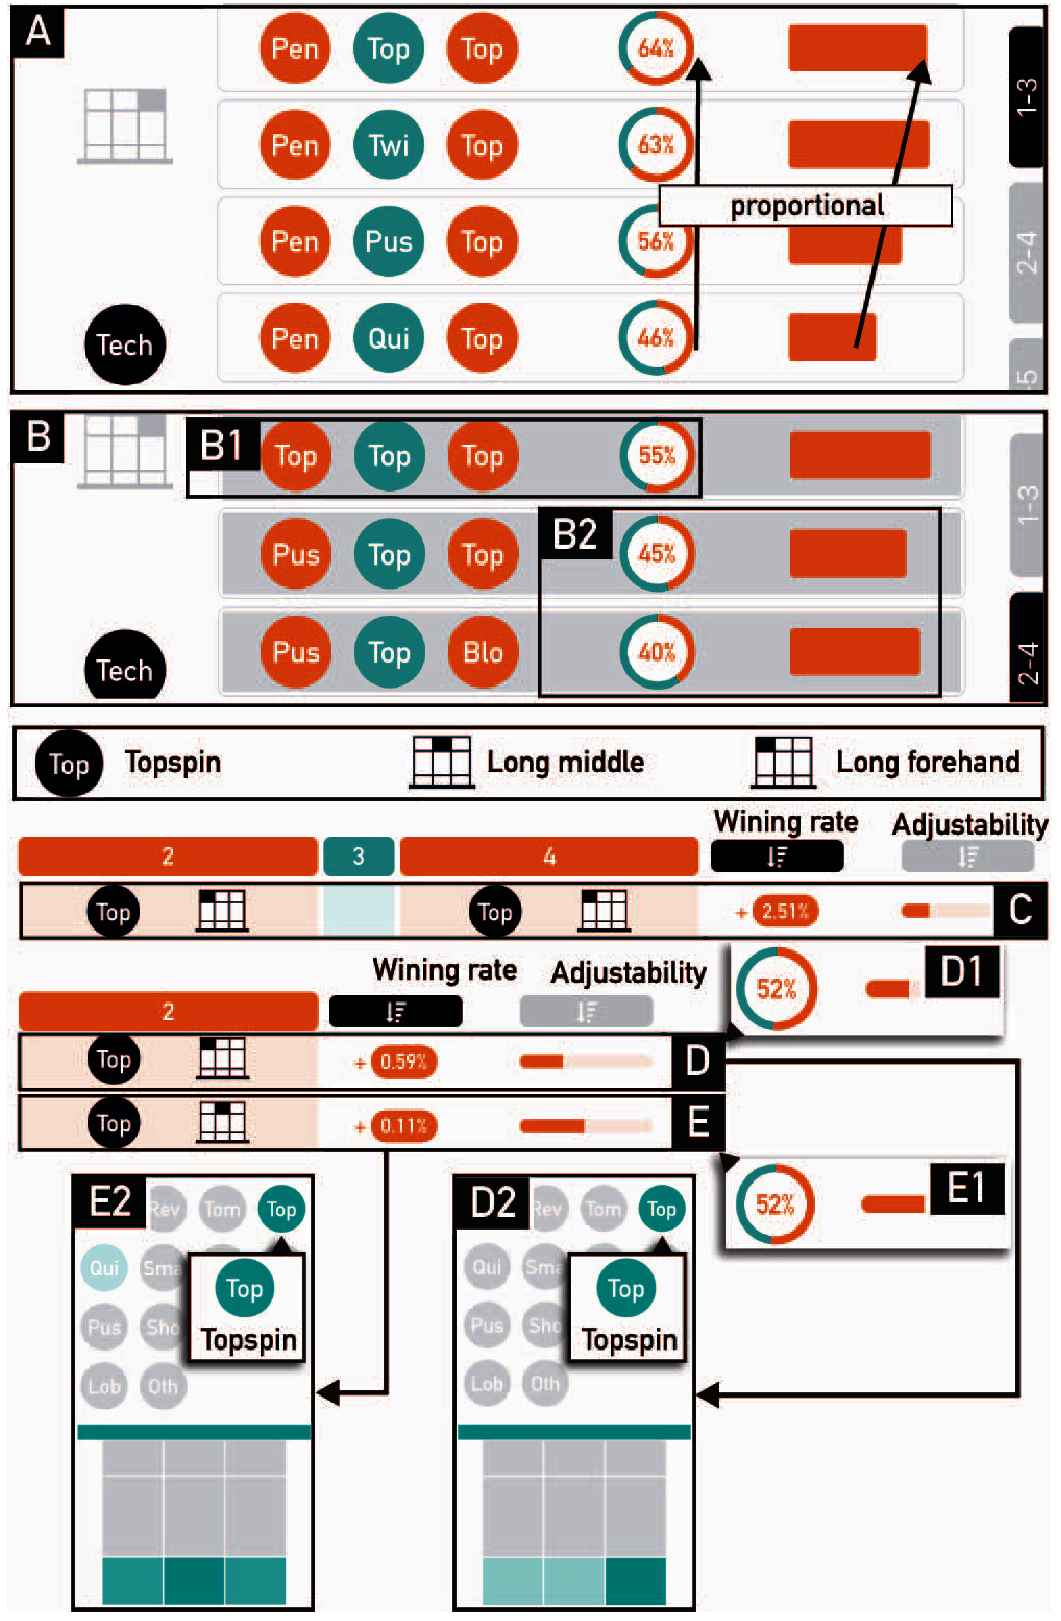 A
Pen Top Top 64%
1-3
Pen Twi Top 63%
proportional
Pen Pus Top 56%
2-4
Tech
Pen Qui Top 46%
-5
B
B1
Top Top Top 55%
1-3
B2
Pus Top Top 45%
Tech
Pus Top Blo 40%
2-4
Top Topspin Long middle Long forehand
Wining rate Adjustability
2 3 4
Top Top + 2.51% C
Wining rate Adjustability
52% D1
2
Top + 0.59% D
Top + 0.11% E
52% E1
E2 Rev Tom Top
Qui Sma
Top
Pus Sho Topspin
Lob Oth
D2 Rev Tom Top
Qui Sma
Top
Pus Sho Topspin
Lob Oth